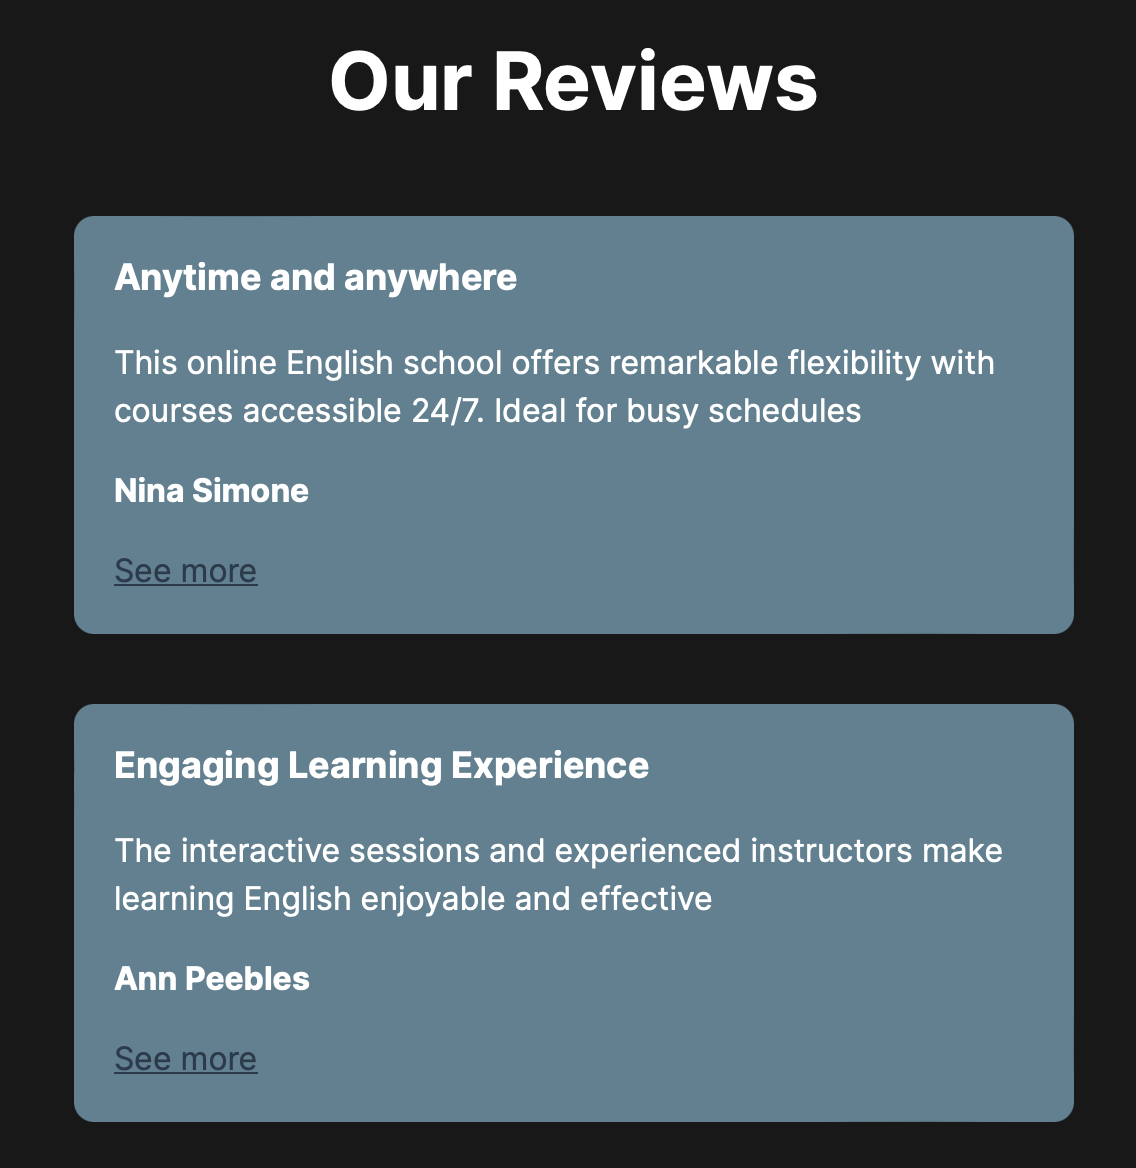 Our Reviews
Anytime and anywhere
This online English school offers remarkable flexibility with
courses accessible 24/7. Ideal for busy schedules
Nina Simone
See more
Engaging Learning Experience
The interactive sessions and experienced instructors make
learning English enjoyable and effective
Ann Peebles
See more